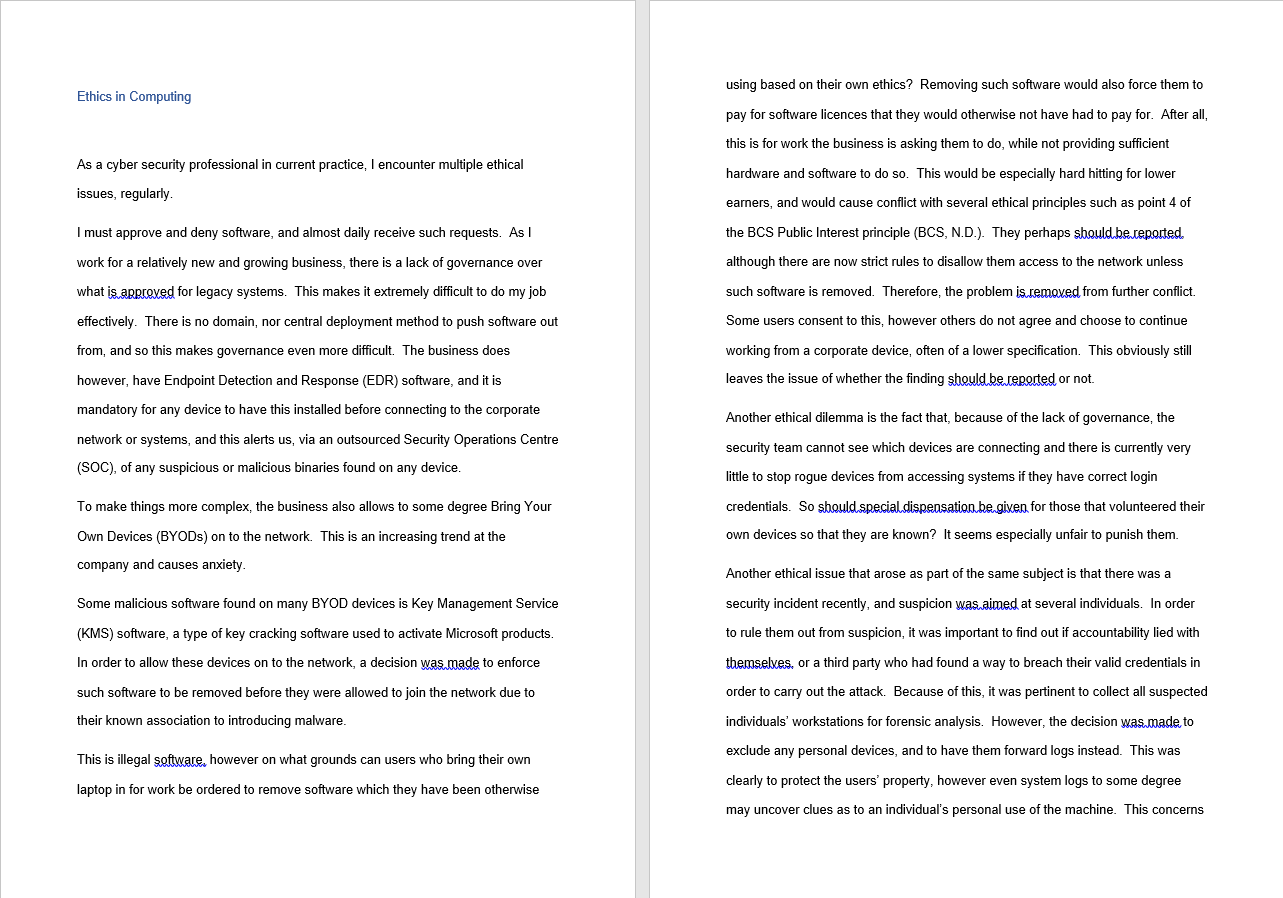 Ethics in Computing
As a cyber security professional in current practice, I encounter multiple ethical
issues, regularly.
I must approve and deny software, and almost daily receive such requests.  As I
work for a relatively new and growing business, there is a lack of governance over
what is approved for legacy systems.  This makes it extremely difficult to do my job
effectively.  There is no domain, nor central deployment method to push software out
from, and so this makes governance even more difficult.  The business does
however, have Endpoint Detection and Response (EDR) software, and it is
mandatory for any device to have this installed before connecting to the corporate
network or systems, and this alerts us, via an outsourced Security Operations Centre
(SOC), of any suspicious or malicious binaries found on any device.
To make things more complex, the business also allows to some degree Bring Your
Own Devices (BYODs) on to the network.  This is an increasing trend at the
company and causes anxiety.
Some malicious software found on many BYOD devices is Key Management Service
(KMS) software, a type of key cracking software used to activate Microsoft products.
In order to allow these devices on to the network, a decision was made to enforce
such software to be removed before they were allowed to join the network due to
their known association to introducing malware.
This is illegal software, however on what grounds can users who bring their own
laptop in for work be ordered to remove software which they have been otherwise
using based on their own ethics?  Removing such software would also force them to
pay for software licences that they would otherwise not have had to pay for.  After all,
this is for work the business is asking them to do, while not providing sufficient
hardware and software to do so.  This would be especially hard hitting for lower
earners, and would cause conflict with several ethical principles such as point 4 of
the BCS Public Interest principle (BCS, N.D.).  They perhaps should be reported,
although there are now strict rules to disallow them access to the network unless
such software is removed.  Therefore, the problem is removed from further conflict.
Some users consent to this, however others do not agree and choose to continue
working from a corporate device, often of a lower specification.  This obviously still
leaves the issue of whether the finding should be reported or not.
Another ethical dilemma is the fact that, because of the lack of governance, the
security team cannot see which devices are connecting and there is currently very
little to stop rogue devices from accessing systems if they have correct login
credentials.  So should special dispensation be given for those that volunteered their
own devices so that they are known?  It seems especially unfair to punish them.
Another ethical issue that arose as part of the same subject is that there was a
security incident recently, and suspicion was aimed at several individuals.  In order
to rule them out from suspicion, it was important to find out if accountability lied with
themselves, or a third party who had found a way to breach their valid credentials in
order to carry out the attack.  Because of this, it was pertinent to collect all suspected
individuals’ workstations for forensic analysis.  However, the decision was made to
exclude any personal devices, and to have them forward logs instead.  This was
clearly to protect the users’ property, however even system logs to some degree
may uncover clues as to an individual’s personal use of the machine.  This concerns